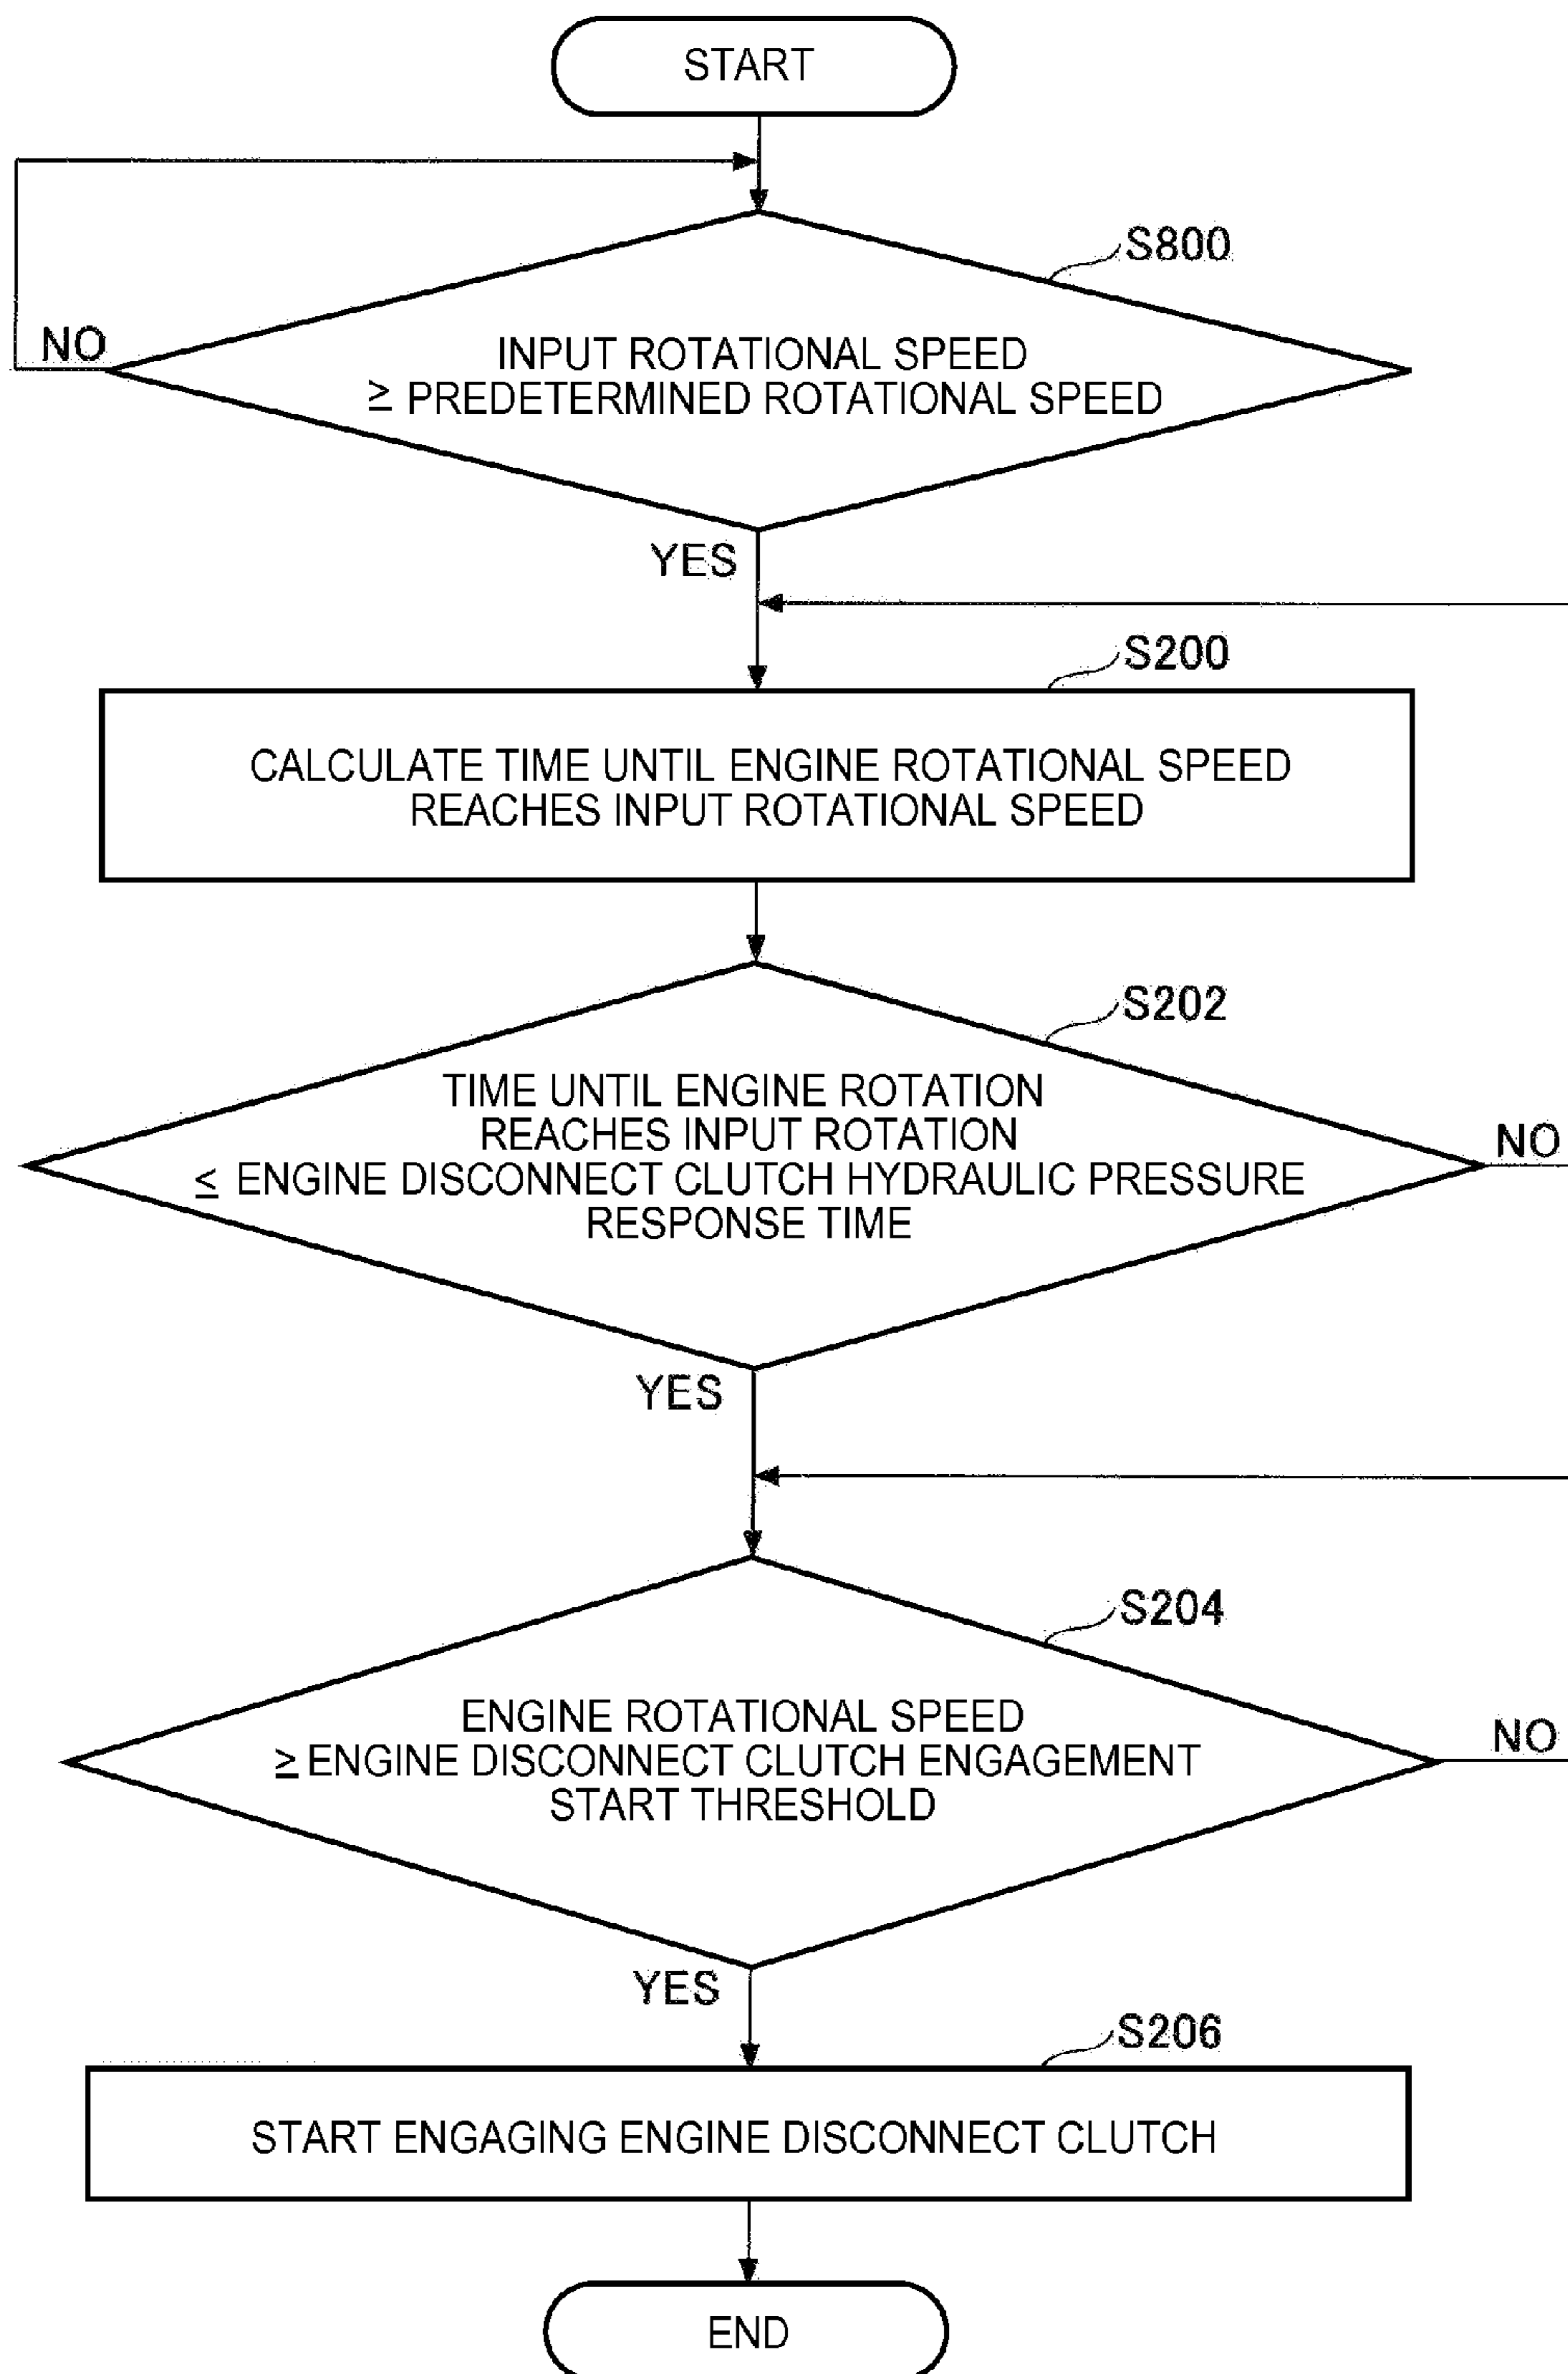 START
S800
NO
INPUT ROTATIONAL SPEED
≥ PREDETERMINED ROTATIONAL SPEED
YES
S200
CALCULATE TIME UNTIL ENGINE ROTATIONAL SPEED
REACHES INPUT ROTATIONAL SPEED
S202
TIME UNTIL ENGINE ROTATION
REACHES INPUT ROTATION
≤ ENGINE DISCONNECT CLUTCH HYDRAULIC PRESSURE
RESPONSE TIME
NO
YES
S204
ENGINE ROTATIONAL SPEED
≥ ENGINE DISCONNECT CLUTCH ENGAGEMENT
START THRESHOLD
NO
YES
S206
START ENGAGING ENGINE DISCONNECT CLUTCH
END